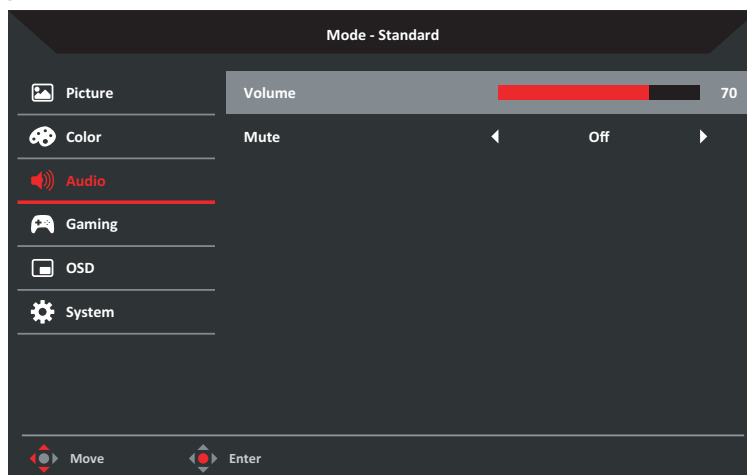 Mode - Standard
Picture
Volume 70
Color
Mute Off
Audio
Gaming
OSD
System
Move Enter